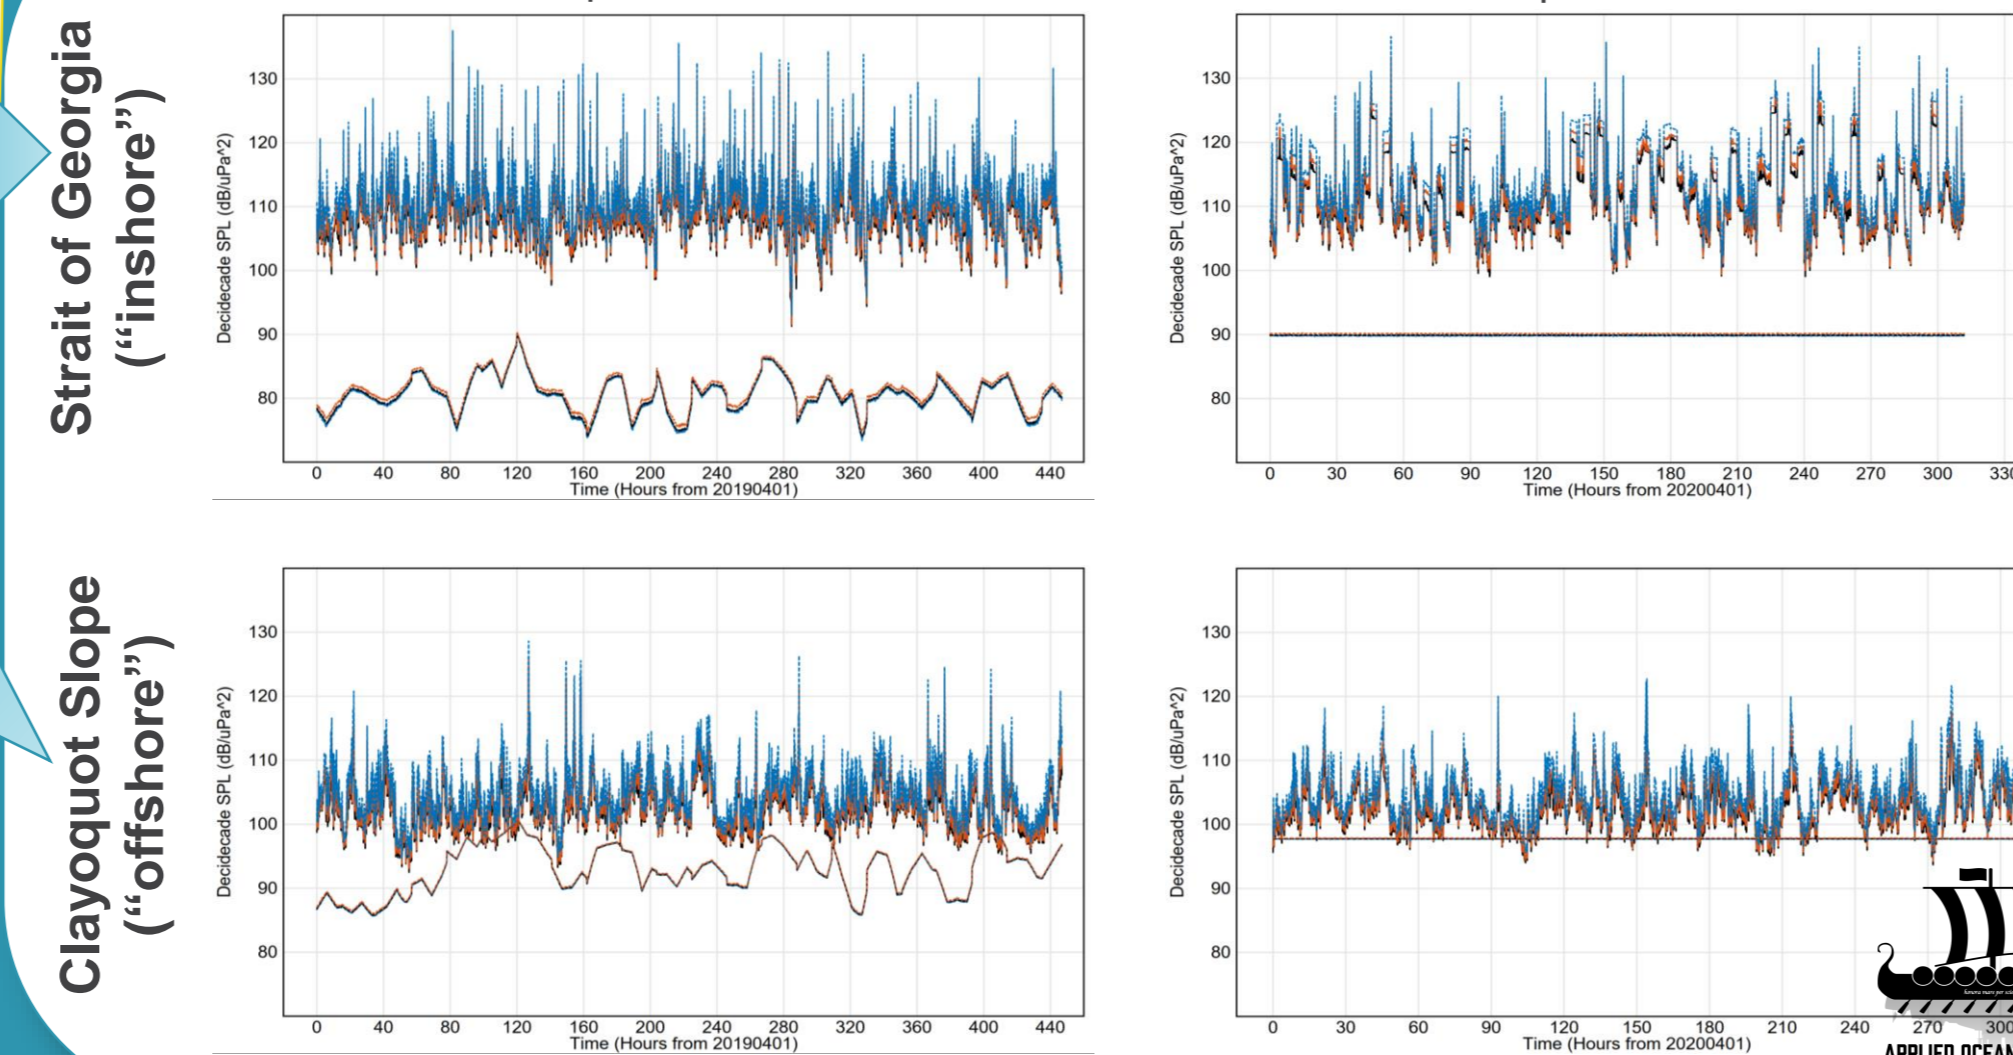 Strait of Georgia
(“inshore”)
Decidecade SPL (dB/uPa^2)
130
120
110
100
90
80
0 40 80 120 160 200 240 280 320 360 400 440
Time (Hours from 20190401)
Decidecade SPL (dB/uPa^2)
130
120
110
100
90
80
0 30 60 90 120 150 180 210 240 270 300 330
Time (Hours from 20200401)
Clayoquot Slope
(“offshore”)
Decidecade SPL (dB/uPa^2)
130
120
110
100
90
80
0 40 80 120 160 200 240 280 320 360 400 440
Time (Hours from 20190401)
Decidecade SPL (dB/uPa^2)
130
120
110
100
90
80
0 30 60 90 120 150 180 210 240 270 300
Time (Hours from 20200401)
APPLIED OCEAN